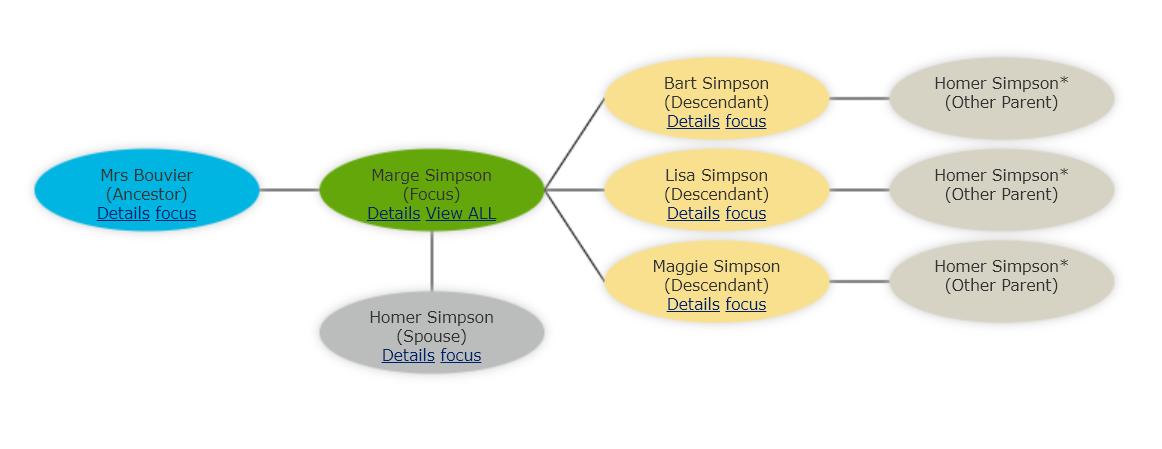 Mrs Bouvier
(Ancestor)
Details focus
Marge Simpson
(Focus)
Details View ALL
Homer Simpson
(Spouse)
Details focus
Bart Simpson
(Descendant)
Details focus
Homer Simpson*
(Other Parent)
Lisa Simpson
(Descendant)
Details focus
Homer Simpson*
(Other Parent)
Maggie Simpson
(Descendant)
Details focus
Homer Simpson*
(Other Parent)